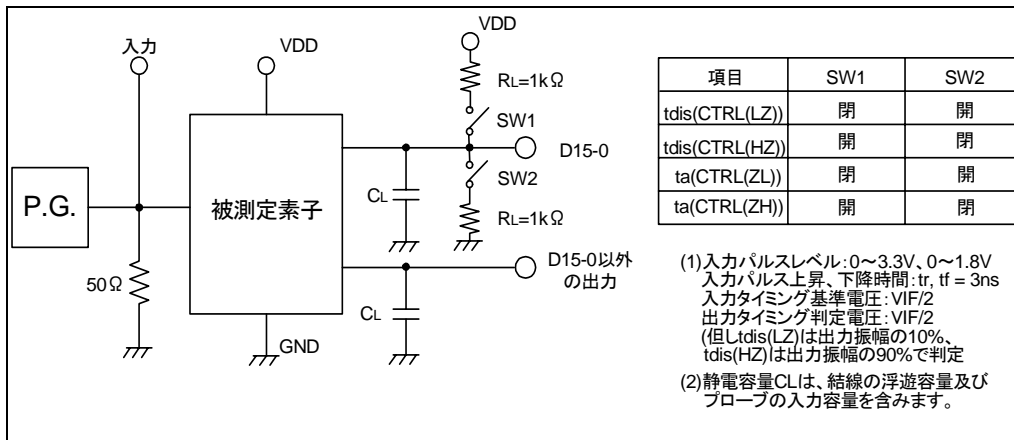 入力
VDD
VDD
RL=1kΩ
SW1
D15-0
SW2
CL
RL=1kΩ
P.G.
被測定素子
50Ω
D15-0以外
の出力
CL
GND
項目 SW1 SW2
tdis(CTRL(LZ)) 閉 開
tdis(CTRL(HZ)) 開 閉
ta(CTRL(ZL)) 閉 開
ta(CTRL(ZH)) 開 閉
(1)入力パルスレベル:0~3.3V、0~1.8V
入力パルス上昇、下降時間:tr, tf = 3ns
入力タイミング基準電圧:VIF/2
出力タイミング判定電圧:VIF/2
(但し、tdis(LZ)は出力振幅の10%、
tdis(HZ)は出力振幅の90%で判定
(2)静電容量CLは、結線の浮遊容量及び
プローブの入力容量を含みます。